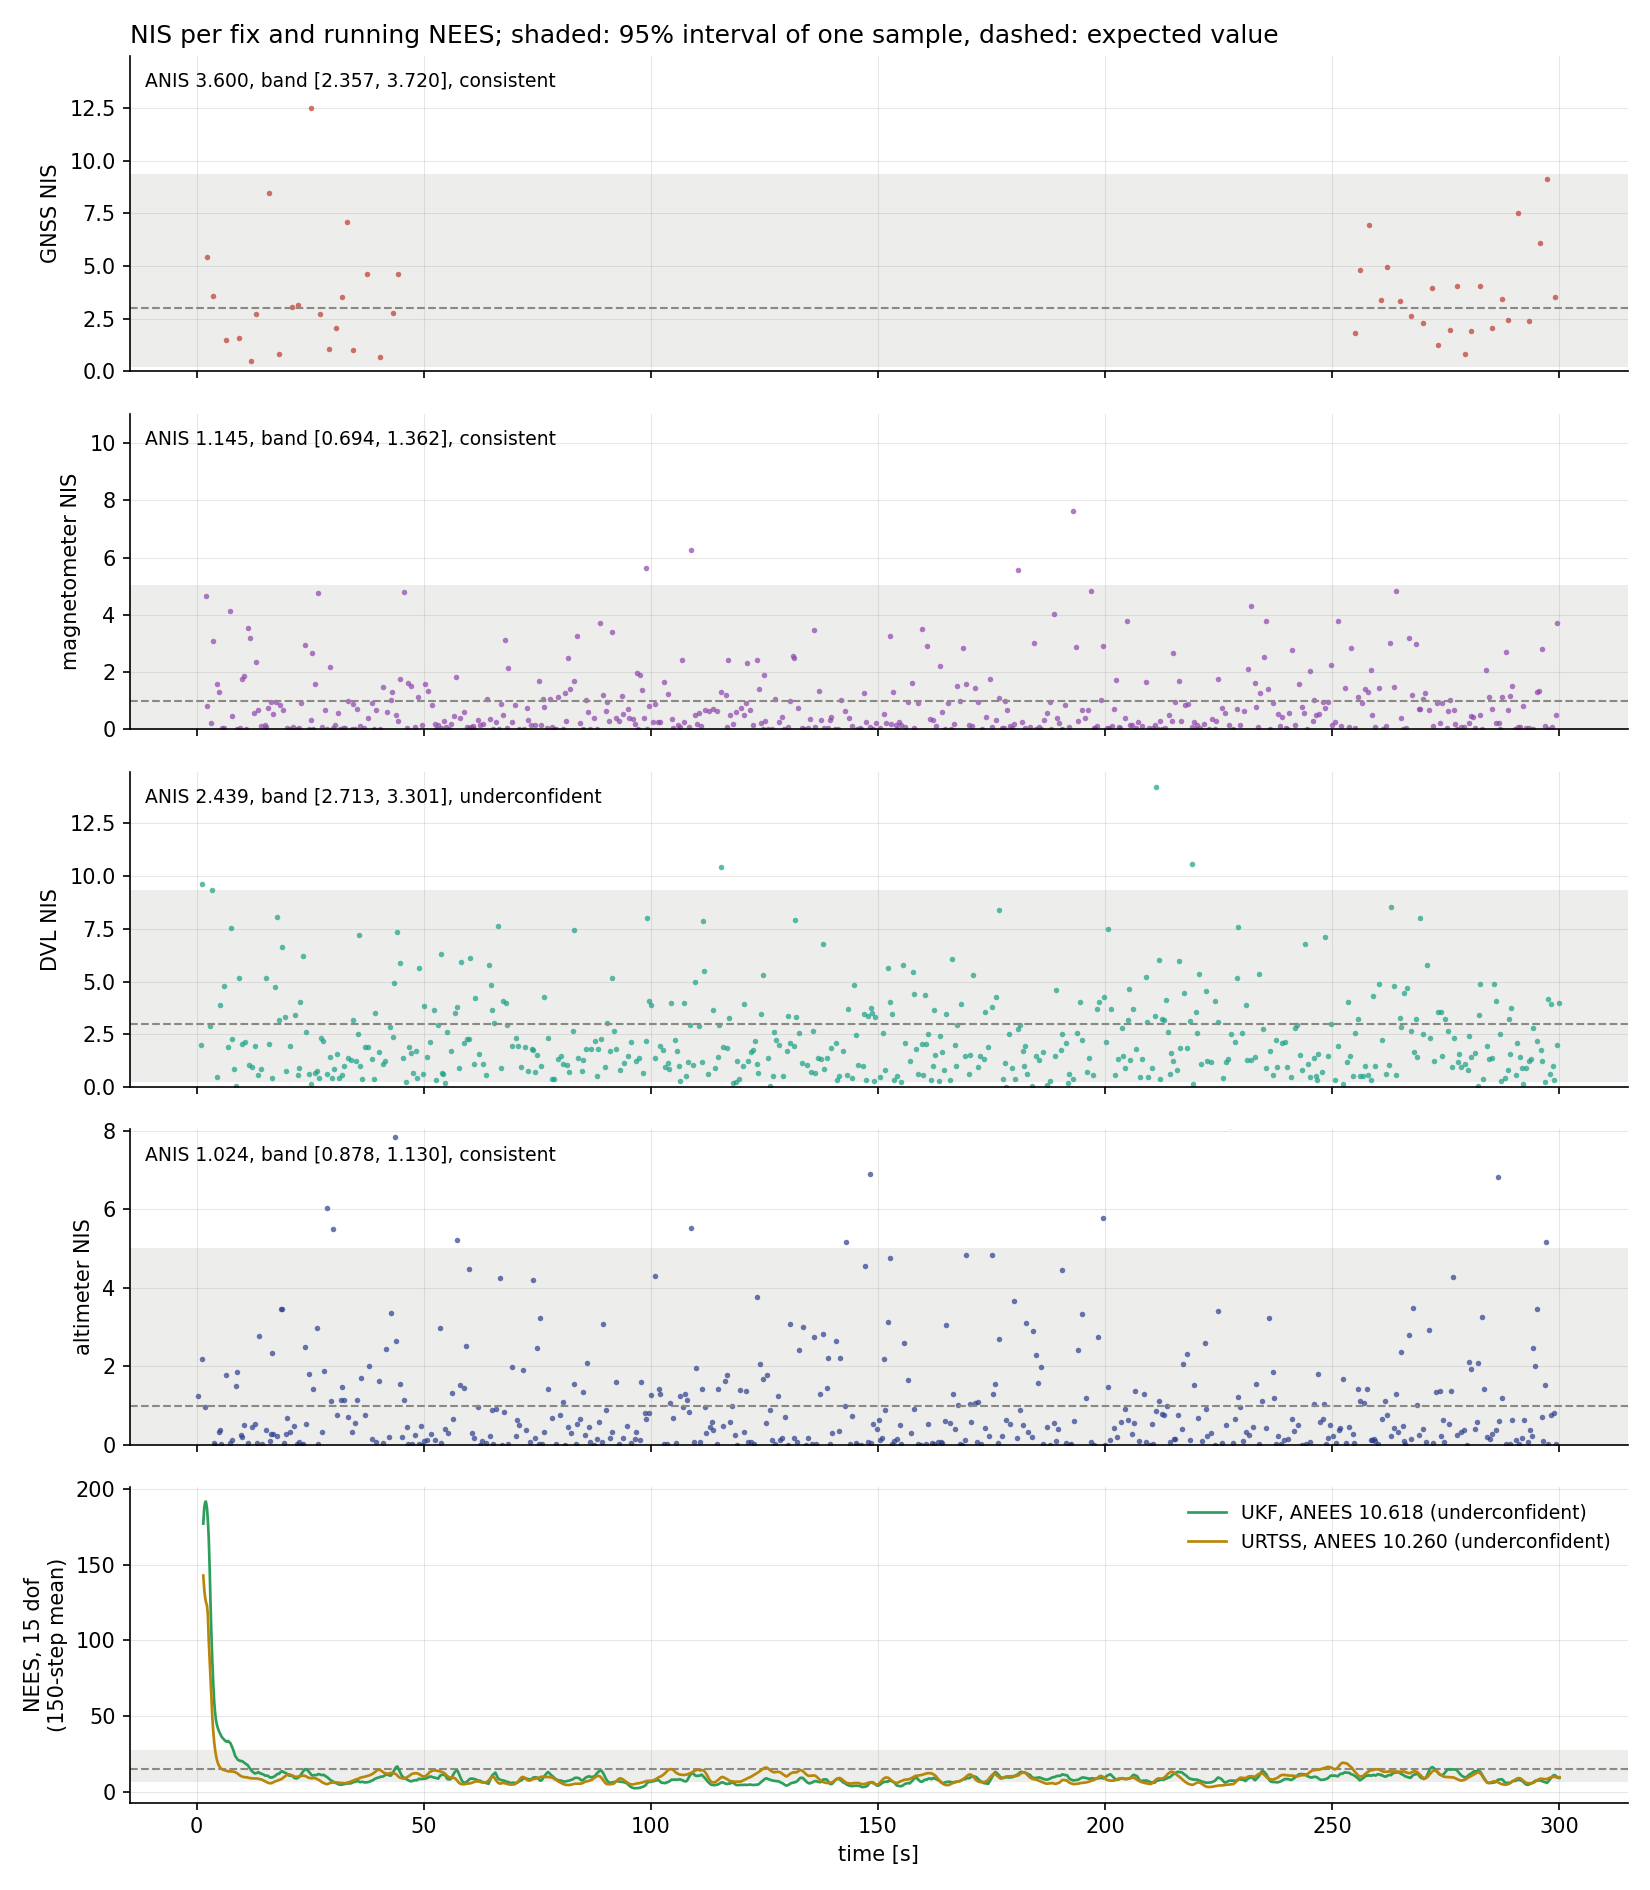 NIS per fix and running NEES; shaded: 95% interval of one sample, dashed: expected value
ANIS 3.600, band [2.357, 3.720], consistent
GNSS NIS
12.5
10.0
7.5
5.0
2.5
0.0
ANIS 1.145, band [0.694, 1.362], consistent
magnetometer NIS
10
8
6
4
2
0
ANIS 2.439, band [2.713, 3.301], underconfident
DVL NIS
12.5
10.0
7.5
5.0
2.5
0.0
ANIS 1.024, band [0.878, 1.130], consistent
altimeter NIS
8
6
4
2
0
UKF, ANEES 10.618 (underconfident)
URTSS, ANEES 10.260 (underconfident)
NEES, 15 dof
(150-step mean)
200
150
100
50
0
0 50 100 150 200 250 300
time [s]